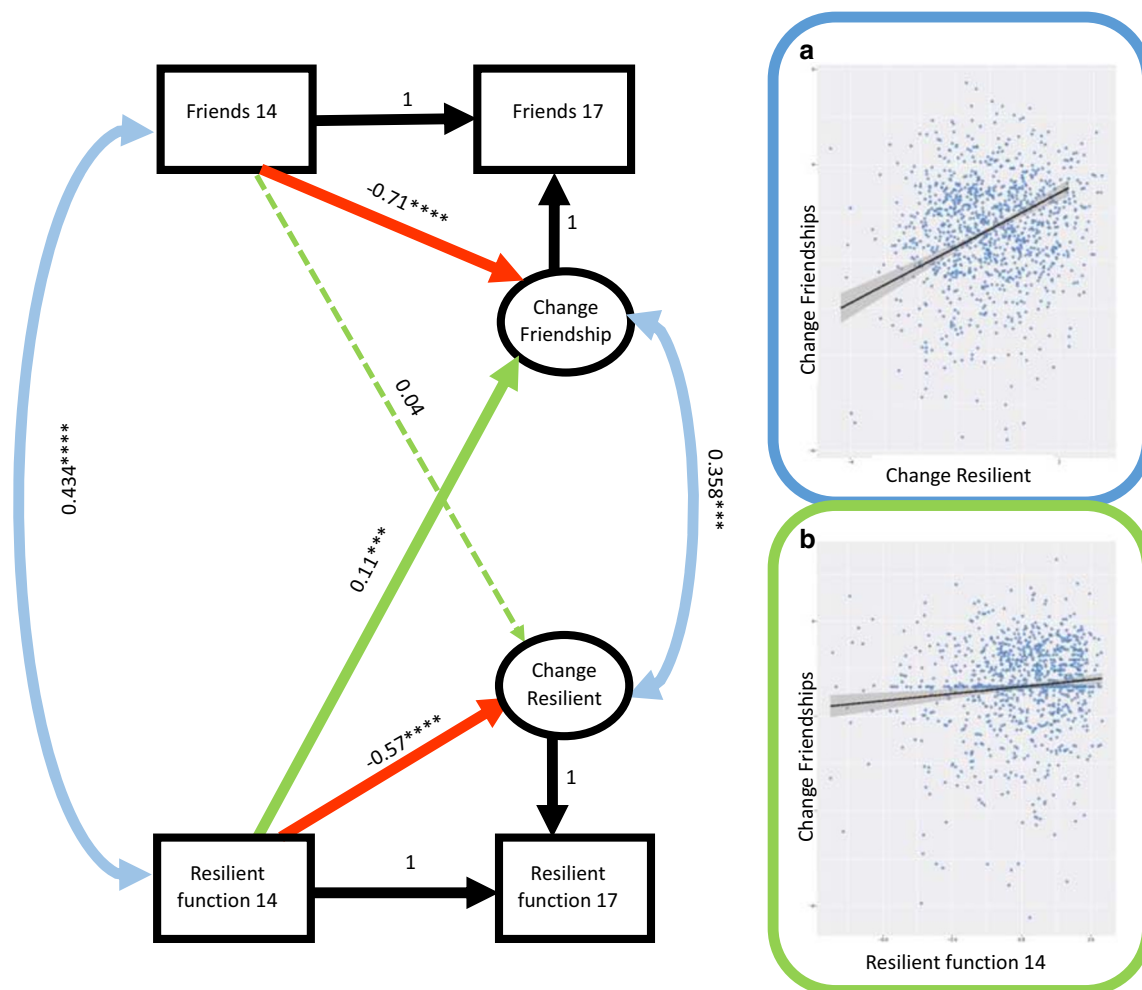 Friends 14
1
Friends 17
-0.71****
1
Change
Friendship
0.04
0.434****
0.11***
0.358***
Change
Resilient
-0.57****
1
Resilient
function 14
1
Resilient
function 17
a
Change Friendships
Change Resilient
b
Change Friendships
Resilient function 14